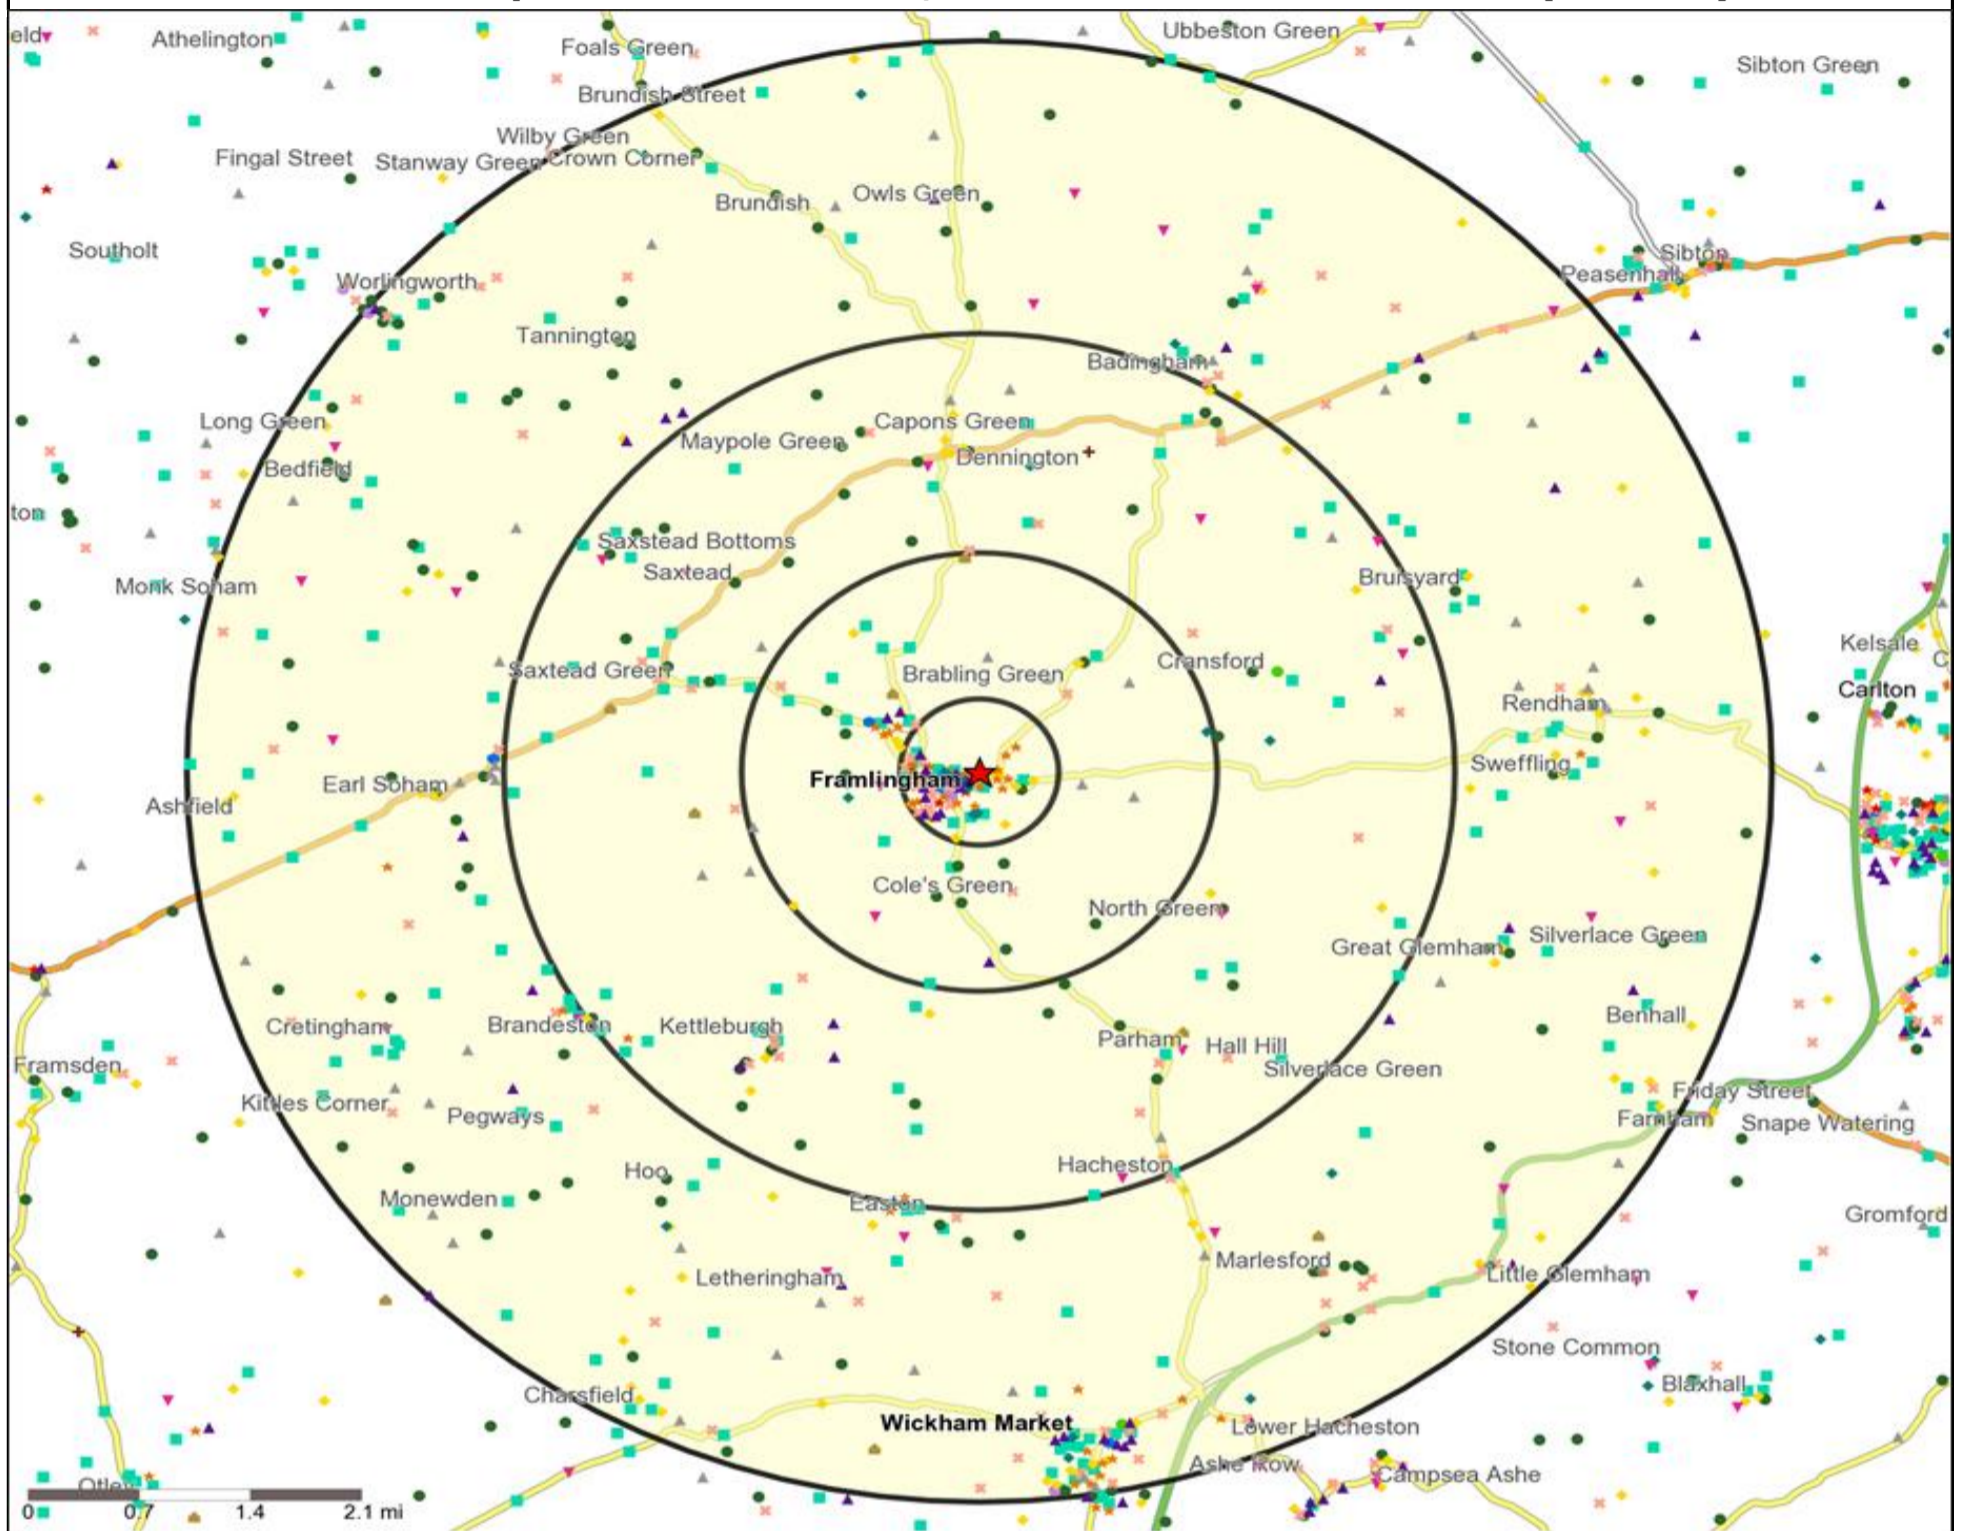 eld
Athelington
Foals Green
Ubbeston Green
Sibton Green
Brundish Street
Wilby Green
Fingal Street
Stanway Green
Crown Corner
Brundish
Owls Green
Southolt
Worlingworth
Sibton
Peasenhall
Tannington
Badingham
Long Green
Capons Green
Maypole Green
Dennington
Bedfield
ton
Saxstead Bottoms
Saxtead
Bruisyard
Monk Soham
Kelsale
C
Saxtead Green
Brabling Green
Cransford
Carlton
Rendham
Framlingham
Sweffling
Earl Soham
Ashfield
Cole's Green
North Green
Great Glemham
Silverlace Green
Cretingham
Brandeston
Kettleburgh
Benhall
Parham
Hall Hill
Framsden
Silverlace Green
Kittles Corner
Pegways
Friday Street
Farnham
Snape Watering
Hoo
Hacheston
Monewden
Easton
Gromford
Letheringham
Marlesford
Little Glemham
Stone Common
Charsfield
Blaxhall
Wickham Market
Lower Hacheston
Ashe Row
Campsea Ashe
Otley
0 0.7 1.4 2.1 mi